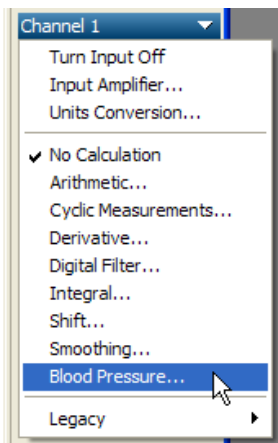 Channel 1
Turn Input Off
Input Amplifier...
Units Conversion...
No Calculation
Arithmetic...
Cyclic Measurements...
Derivative...
Digital Filter...
Integral...
Shift...
Smoothing...
Blood Pressure...
Legacy